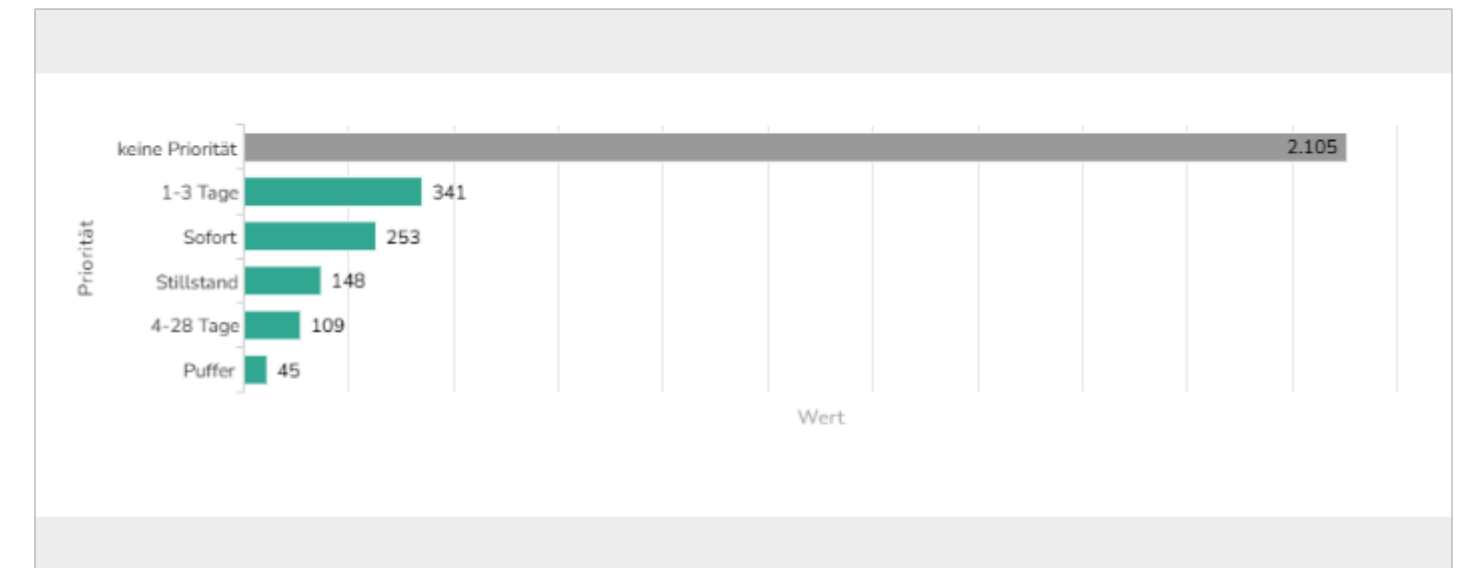 Priorität
keine Priorität 2.105
1-3 Tage 341
Sofort 253
Stillstand 148
4-28 Tage 109
Puffer 45
Wert